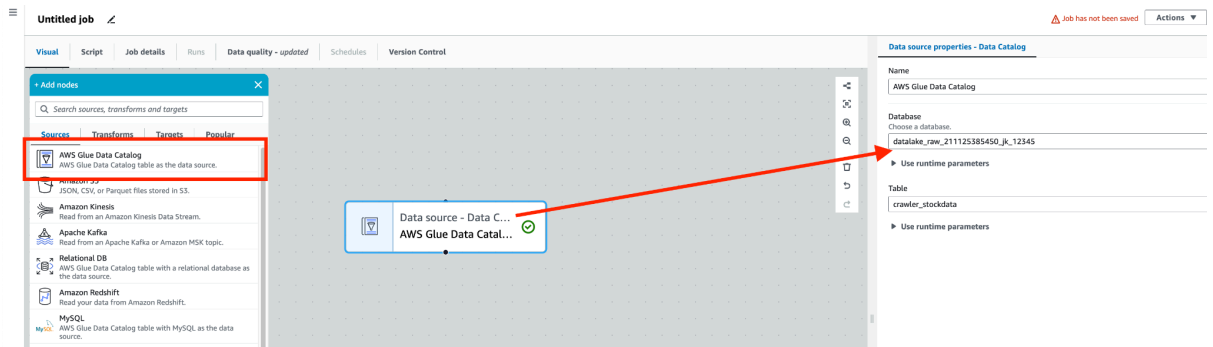 Untitled job
Job has not been saved
Actions ▼
Visual
Script
Job details
Runs
Data quality - updated
Schedules
Version Control
+ Add nodes
Search sources, transforms and targets
Sources
Transforms
Targets
Popular
AWS Glue Data Catalog
AWS Glue Data Catalog table as the data source.
Amazon S3
JSON, CSV, or Parquet files stored in S3.
Amazon Kinesis
Read from an Amazon Kinesis Data Stream.
Apache Kafka
Read from an Apache Kafka or Amazon MSK topic.
Relational DB
AWS Glue Data Catalog table with a relational database as
the data source.
Amazon Redshift
Read your data from Amazon Redshift.
MySQL
MySQL
AWS Glue Data Catalog table with MySQL as the data
source.
Data source - Data C...
AWS Glue Data Catal...
Data source properties - Data Catalog
Name
AWS Glue Data Catalog
Database
Choose a database.
datalake_raw_211125385450_jk_12345
Use runtime parameters
Table
crawler_stockdata
Use runtime parameters